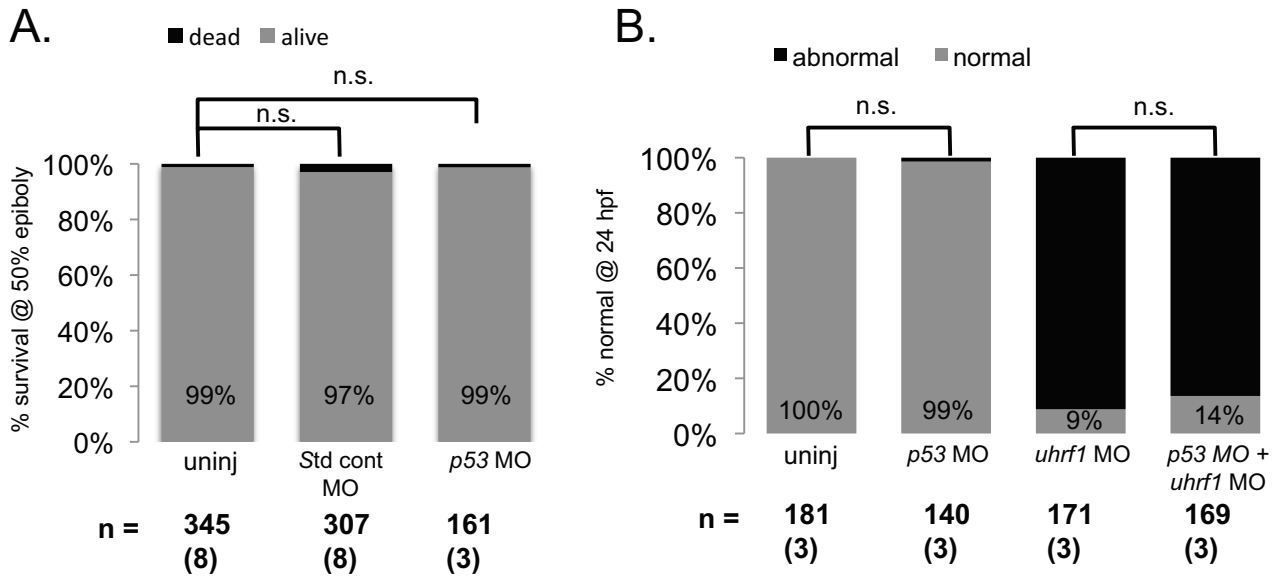 A.
dead alive
n.s.
n.s.
% survival @ 50% epiboly
100%
80%
60%
40%
20%
0%
99% 97% 99%
uninj Std cont MO p53 MO
n = 345 307 161
(8) (8) (3)
B.
abnormal normal
n.s. n.s.
% normal @ 24 hpf
100%
80%
60%
40%
20%
0%
100% 99% 9% 14%
uninj p53 MO uhrf1 MO p53 MO + uhrf1 MO
n = 181 140 171 169
(3) (3) (3) (3)